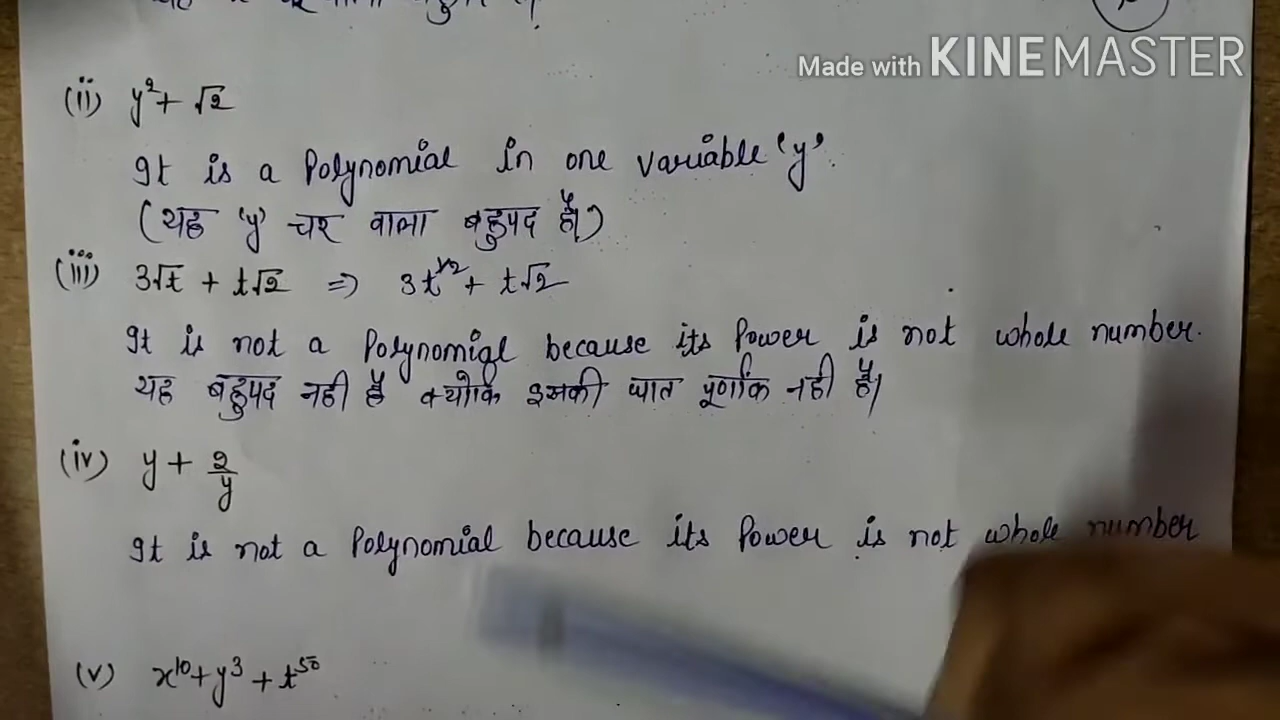 Made with KINEMASTER
(ii) y² + √2
It is a Polynomial in one variable 'y'.
(यह 'y' चर वाला बहुपद है।)
(iii) 3√t + t√2 ⇒ 3t^1/2 + t√2
It is not a Polynomial because its Power is not whole number.
यह बहुपद नही है क्योकि इसकी घात पूर्णांक नही है।
(iv) y + 2/y
It is not a Polynomial because its Power is not whole number
(v) x¹⁰ + y³ + t⁵⁰